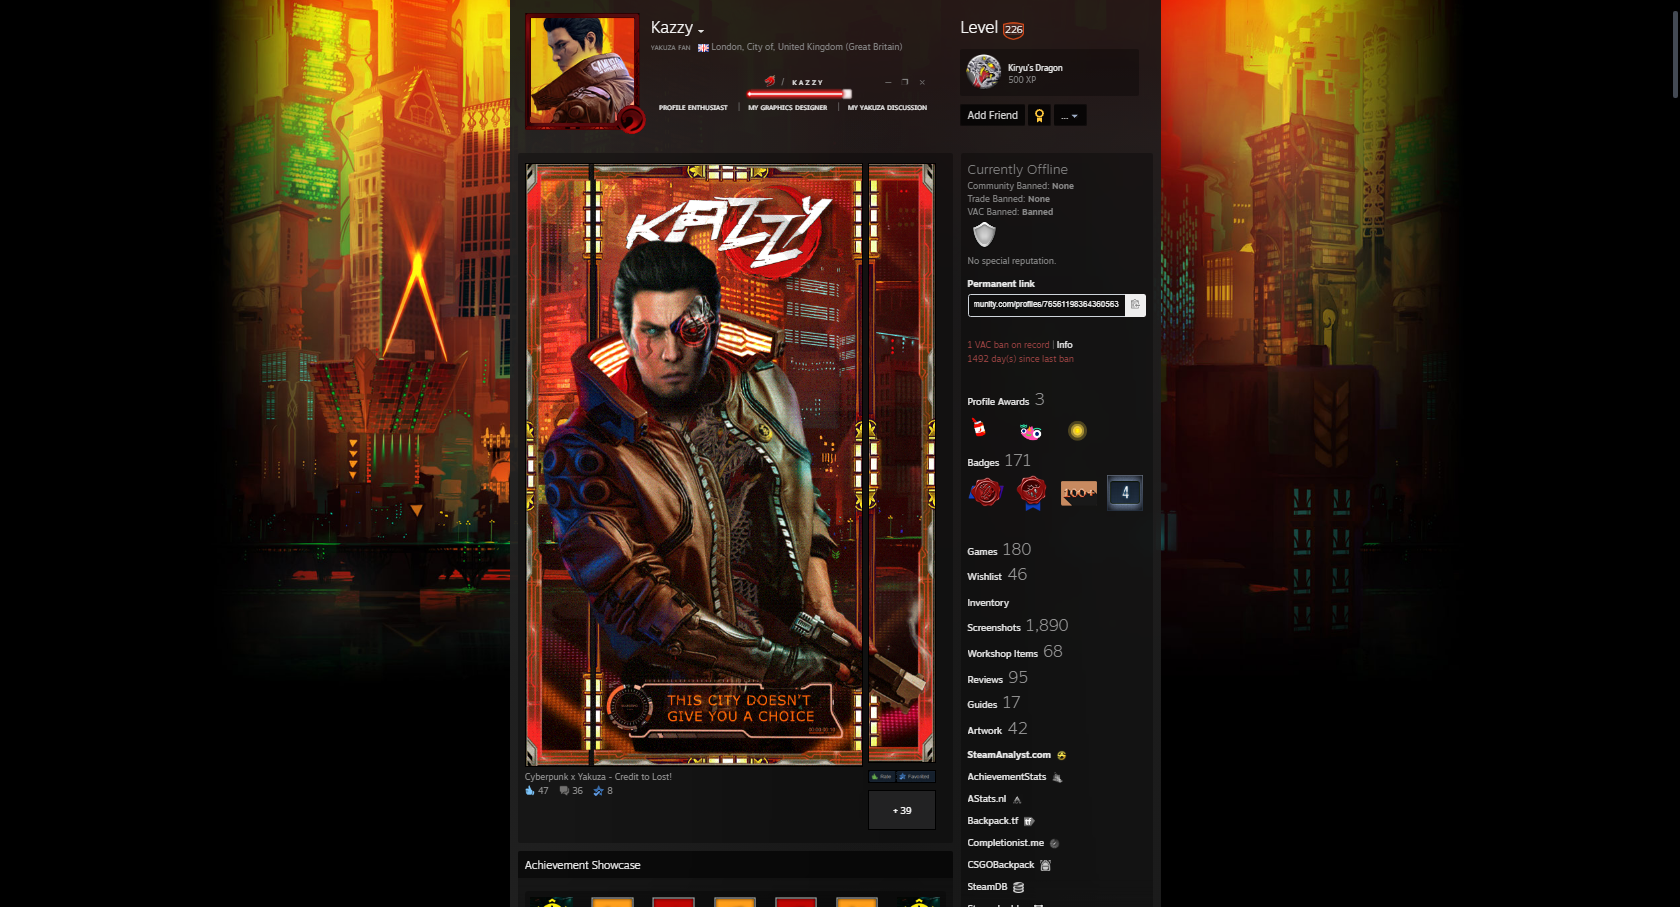 Kazzy
YAKUZA FAN London, City of, United Kingdom (Great Britain)
/ KAZZY
PROFILE ENTHUSIAST | MY GRAPHICS DESIGNER | MY YAKUZA DISCUSSION
Level 226
Kiryu's Dragon
500 XP
Add Friend
...
SAMURAI
KAZZY
THIS CITY DOESN'T
GIVE YOU A CHOICE
Cyberpunk x Yakuza - Credit to Lost!
47 36 8
Rate Favorited
+ 39
Achievement Showcase
Currently Offline
Community Banned: None
Trade Banned: None
VAC Banned: Banned
No special reputation.
Permanent link
munity.com/profiles/76561198364360563
1 VAC ban on record | Info
1492 day(s) since last ban
Profile Awards 3
Badges 171
100+
4
Games 180
Wishlist 46
Inventory
Screenshots 1,890
Workshop Items 68
Reviews 95
Guides 17
Artwork 42
SteamAnalyst.com
AchievementStats
AStats.nl
Backpack.tf
tf
Completionist.me
CSGOBackpack
SteamDB